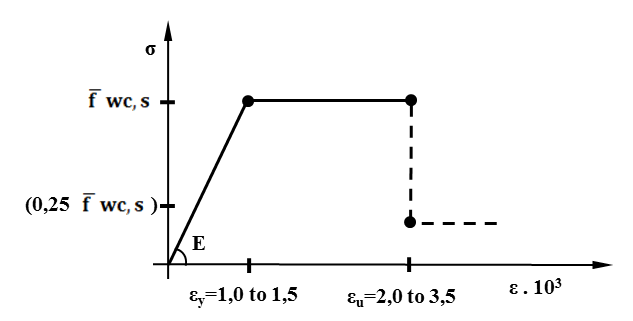 σ
f̅ wc, s
(0,25 f̅ wc, s )
E
εy=1,0 to 1,5
εu=2,0 to 3,5
ε . 10³